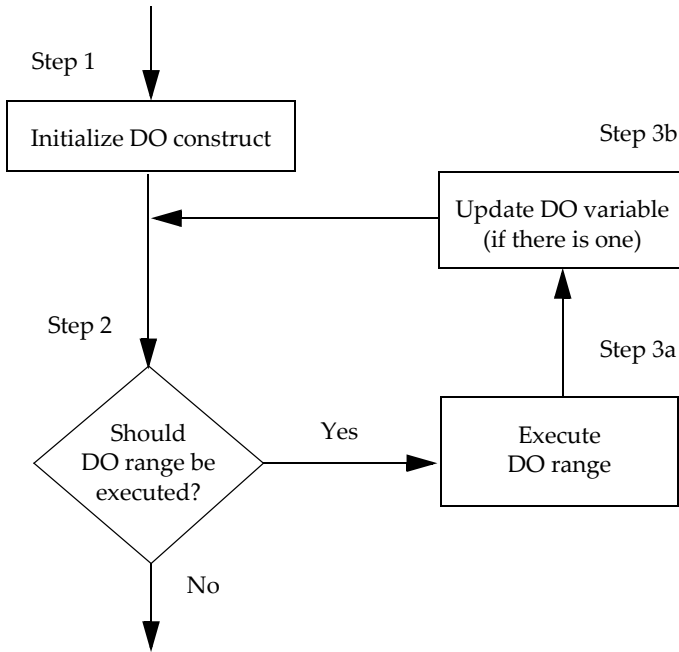 Step 1
Initialize DO construct
Step 3b
Update DO variable
(if there is one)
Step 2
Step 3a
Should
DO range be
executed?
Yes
Execute
DO range
No